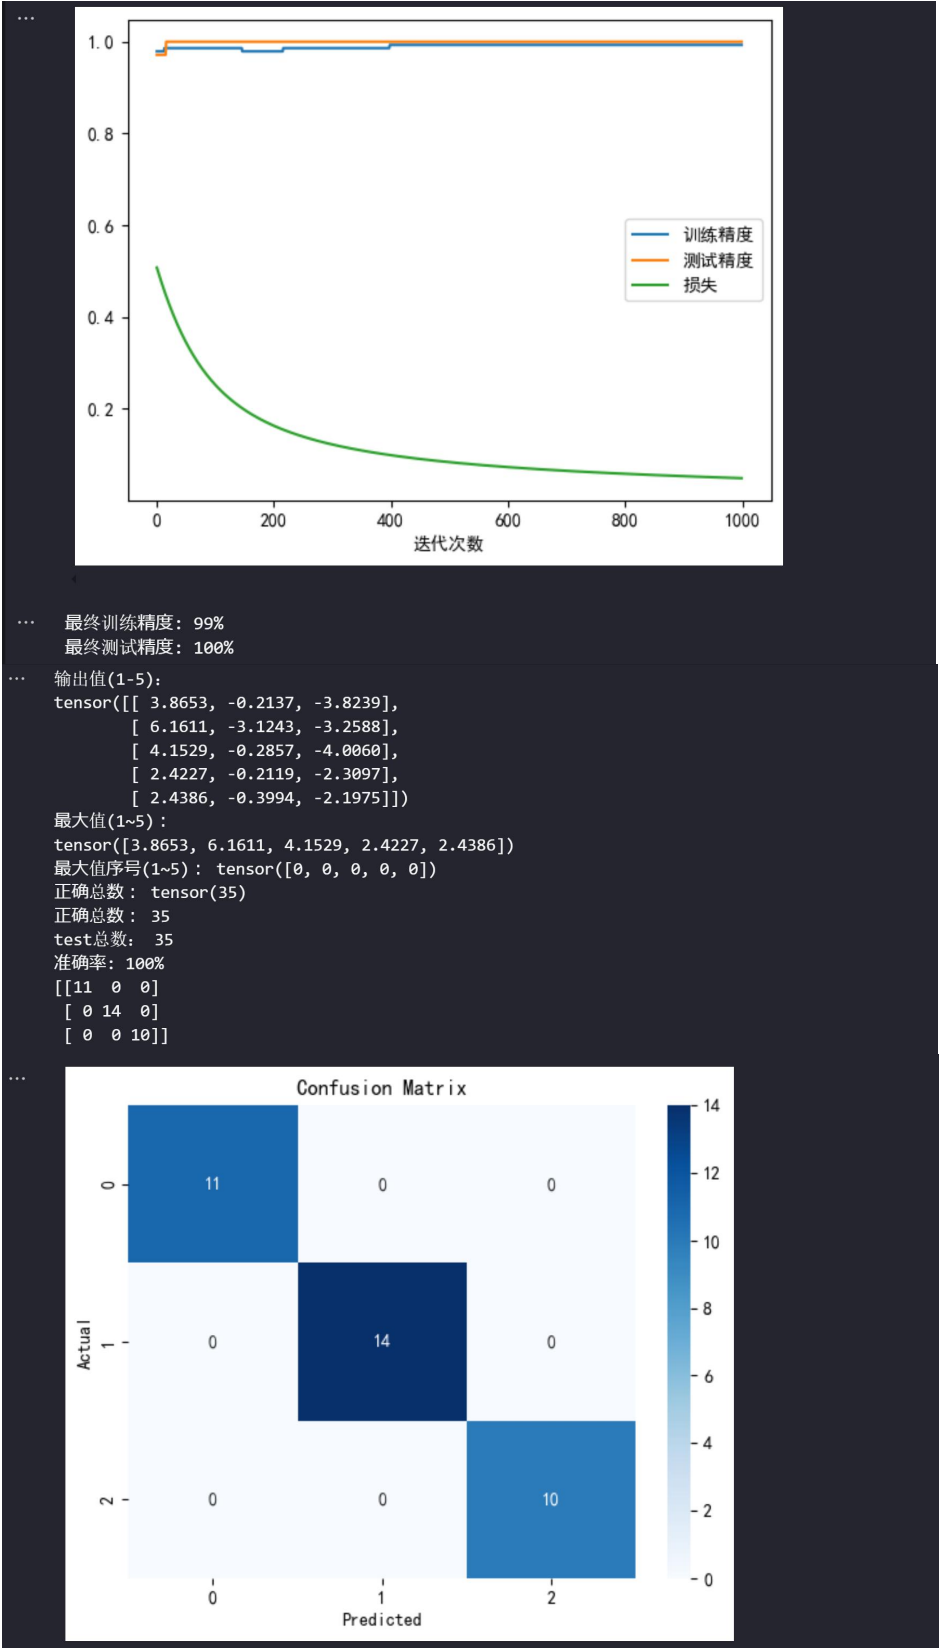 ...
1.0
0.8
0.6
0.4
0.2
训练精度
测试精度
损失
0 200 400 600 800 1000
迭代次数
...
最终训练精度: 99%
最终测试精度: 100%
...
输出值(1-5):
tensor([[ 3.8653, -0.2137, -3.8239],
[ 6.1611, -3.1243, -3.2588],
[ 4.1529, -0.2857, -4.0060],
[ 2.4227, -0.2119, -2.3097],
[ 2.4386, -0.3994, -2.1975]])
最大值(1~5):
tensor([3.8653, 6.1611, 4.1529, 2.4227, 2.4386])
最大值序号(1~5): tensor([0, 0, 0, 0, 0])
正确总数: tensor(35)
正确总数: 35
test总数: 35
准确率: 100%
[[11 0 0]
[ 0 14 0]
[ 0 0 10]]
...
Confusion Matrix
14
12
10
8
6
4
2
0
Actual
0 11 0 0
1 0 14 0
2 0 0 10
0 1 2
Predicted